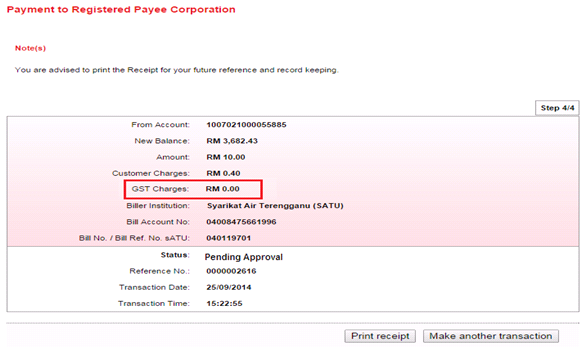 Payment to Registered Payee Corporation
Note(s)
You are advised to print the Receipt for your future reference and record keeping.
Step 4/4
From Account: 1007021000055885
New Balance: RM 3,682.43
Amount: RM 10.00
Customer Charges: RM 0.40
GST Charges: RM 0.00
Biller Institution: Syarikat Air Terengganu (SATU)
Bill Account No: 04008475661996
Bill No. / Bill Ref. No. sATU: 040119701
Status: Pending Approval
Reference No.: 0000002616
Transaction Date: 25/09/2014
Transaction Time: 15:22:55
Print receipt Make another transaction